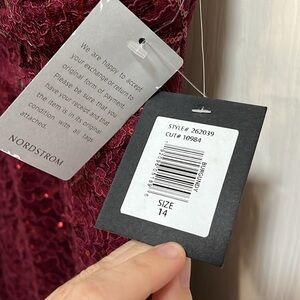 We are happy to accept
your exchange or return to
original form of payment.
Please be sure that you
have your receipt and that
the item is in its original
condition with all tags
attached.
NORDSTROM
STYLE# 262039
CUT# 10984
BURGUNDY
SIZE
14